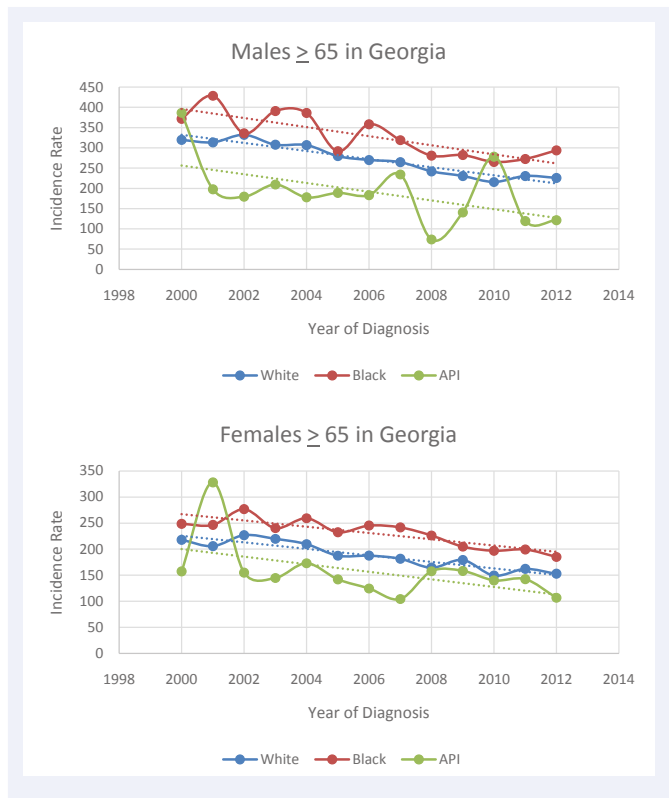 Males ≥ 65 in Georgia
450
400
350
300
250
200
150
100
50
0
Incidence Rate
1998 2000 2002 2004 2006 2008 2010 2012 2014
Year of Diagnosis
White Black API
Females ≥ 65 in Georgia
350
300
250
200
150
100
50
0
Incidence Rate
1998 2000 2002 2004 2006 2008 2010 2012 2014
Year of Diagnosis
White Black API